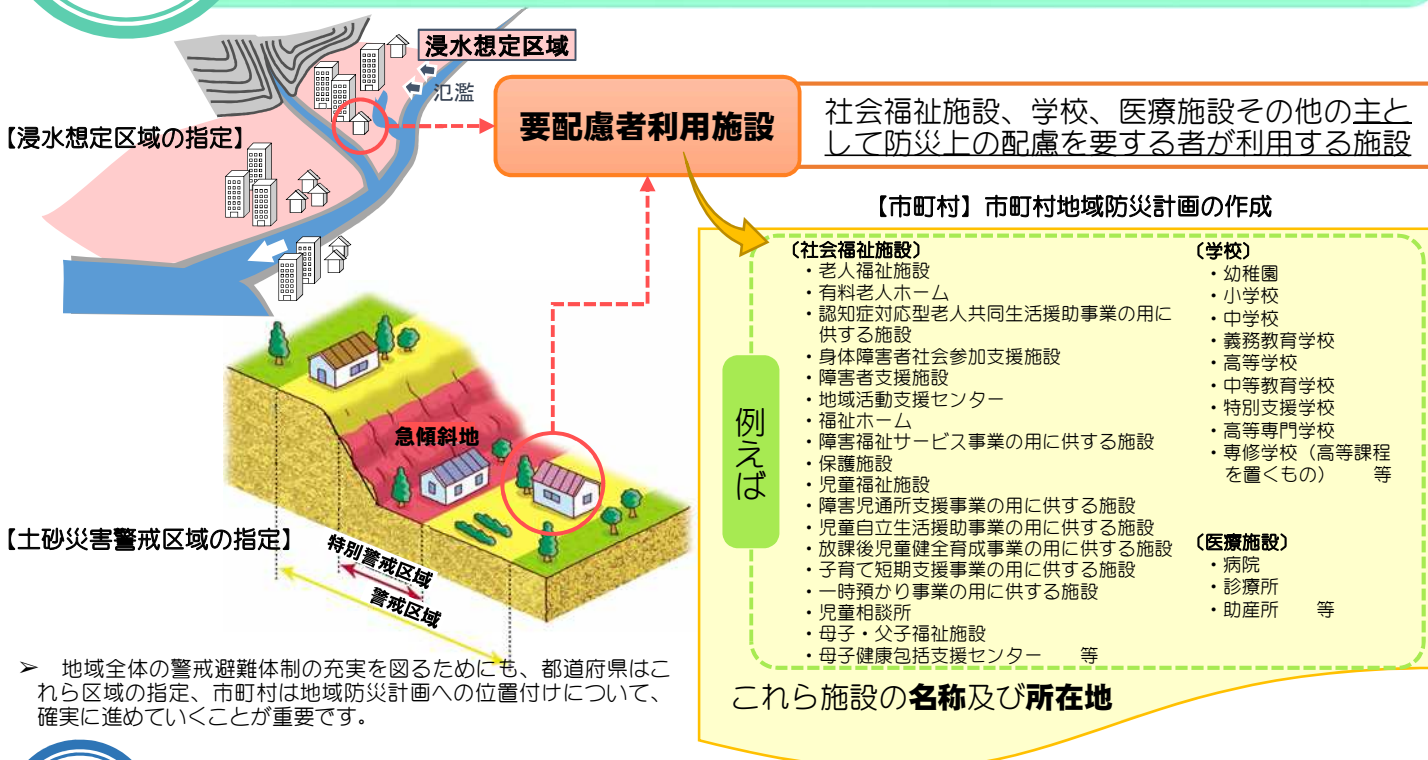 浸水想定区域
氾濫
【浸水想定区域の指定】
要配慮者利用施設
社会福祉施設、学校、医療施設その他の主と
して防災上の配慮を要する者が利用する施設
【市町村】市町村地域防災計画の作成
例えば
（社会福祉施設）
・老人福祉施設
・有料老人ホーム
・認知症対応型老人共同生活援助事業の用に
供する施設
・身体障害者社会参加支援施設
・障害者支援施設
・地域活動支援センター
・福祉ホーム
・障害福祉サービス事業の用に供する施設
・保護施設
・児童福祉施設
・障害児通所支援事業の用に供する施設
・児童自立生活援助事業の用に供する施設
・放課後児童健全育成事業の用に供する施設
・子育て短期支援事業の用に供する施設
・一時預かり事業の用に供する施設
・児童相談所
・母子・父子福祉施設
・母子健康包括支援センター　等
（学校）
・幼稚園
・小学校
・中学校
・義務教育学校
・高等学校
・中等教育学校
・特別支援学校
・高等専門学校
・専修学校（高等課程
を置くもの）　等
（医療施設）
・病院
・診療所
・助産所　等
これら施設の名称及び所在地
急傾斜地
【土砂災害警戒区域の指定】
特別警戒区域
警戒区域
➢ 地域全体の警戒避難体制の充実を図るためにも、都道府県はこ
れら区域の指定、市町村は地域防災計画への位置付けについて、
確実に進めていくことが重要です。